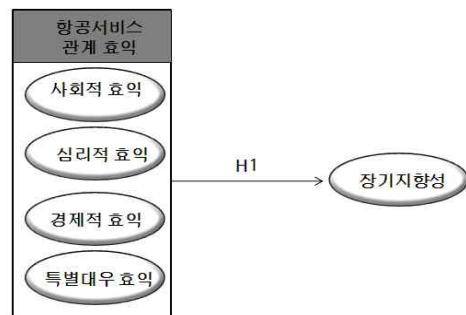 항공서비스
관계 효익
사회적 효익
심리적 효익
경제적 효익
특별대우 효익
H1
장기지향성